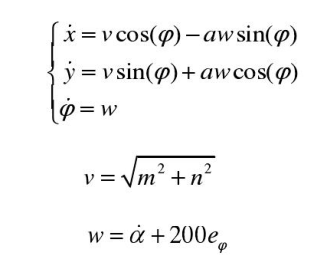 ẋ = v cos(φ) − aw sin(φ)
ẏ = v sin(φ) + aw cos(φ)
φ̇ = w
v = √(m² + n²)
w = α̇ + 200e_φ